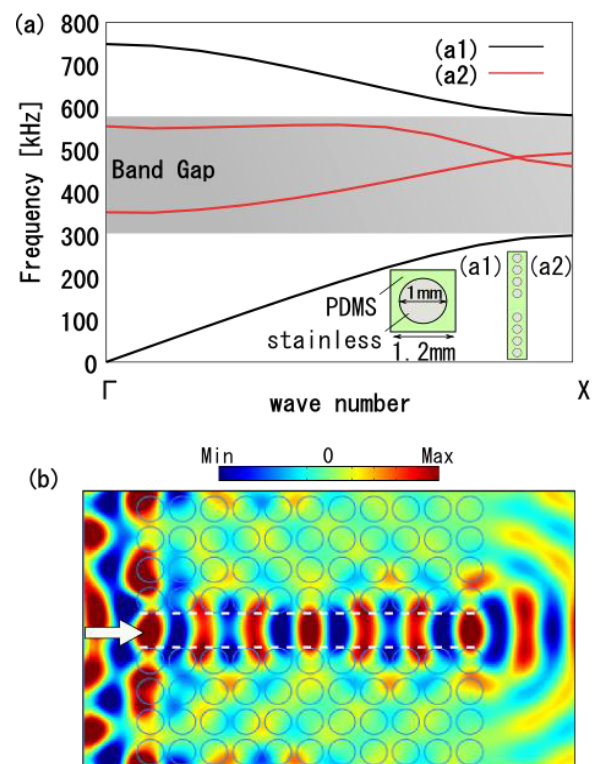 (a)
800
700
600
500
400
300
200
100
0
Frequency [kHz]
(a1)
(a2)
Band Gap
(a1)
(a2)
PDMS
1mm
stainless
1.2mm
Γ
X
wave number
(b)
Min
0
Max